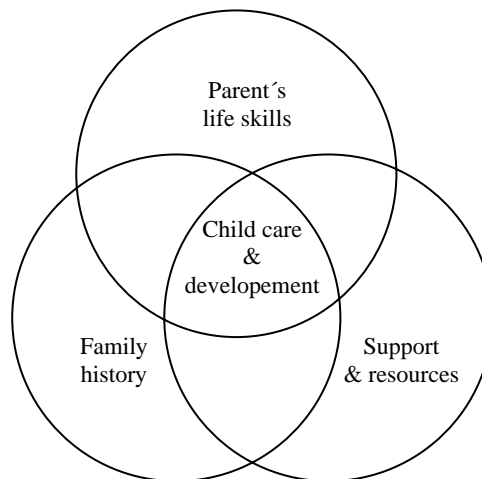 Parent´s
life skills
Child care
&
developement
Family
history
Support
& resources